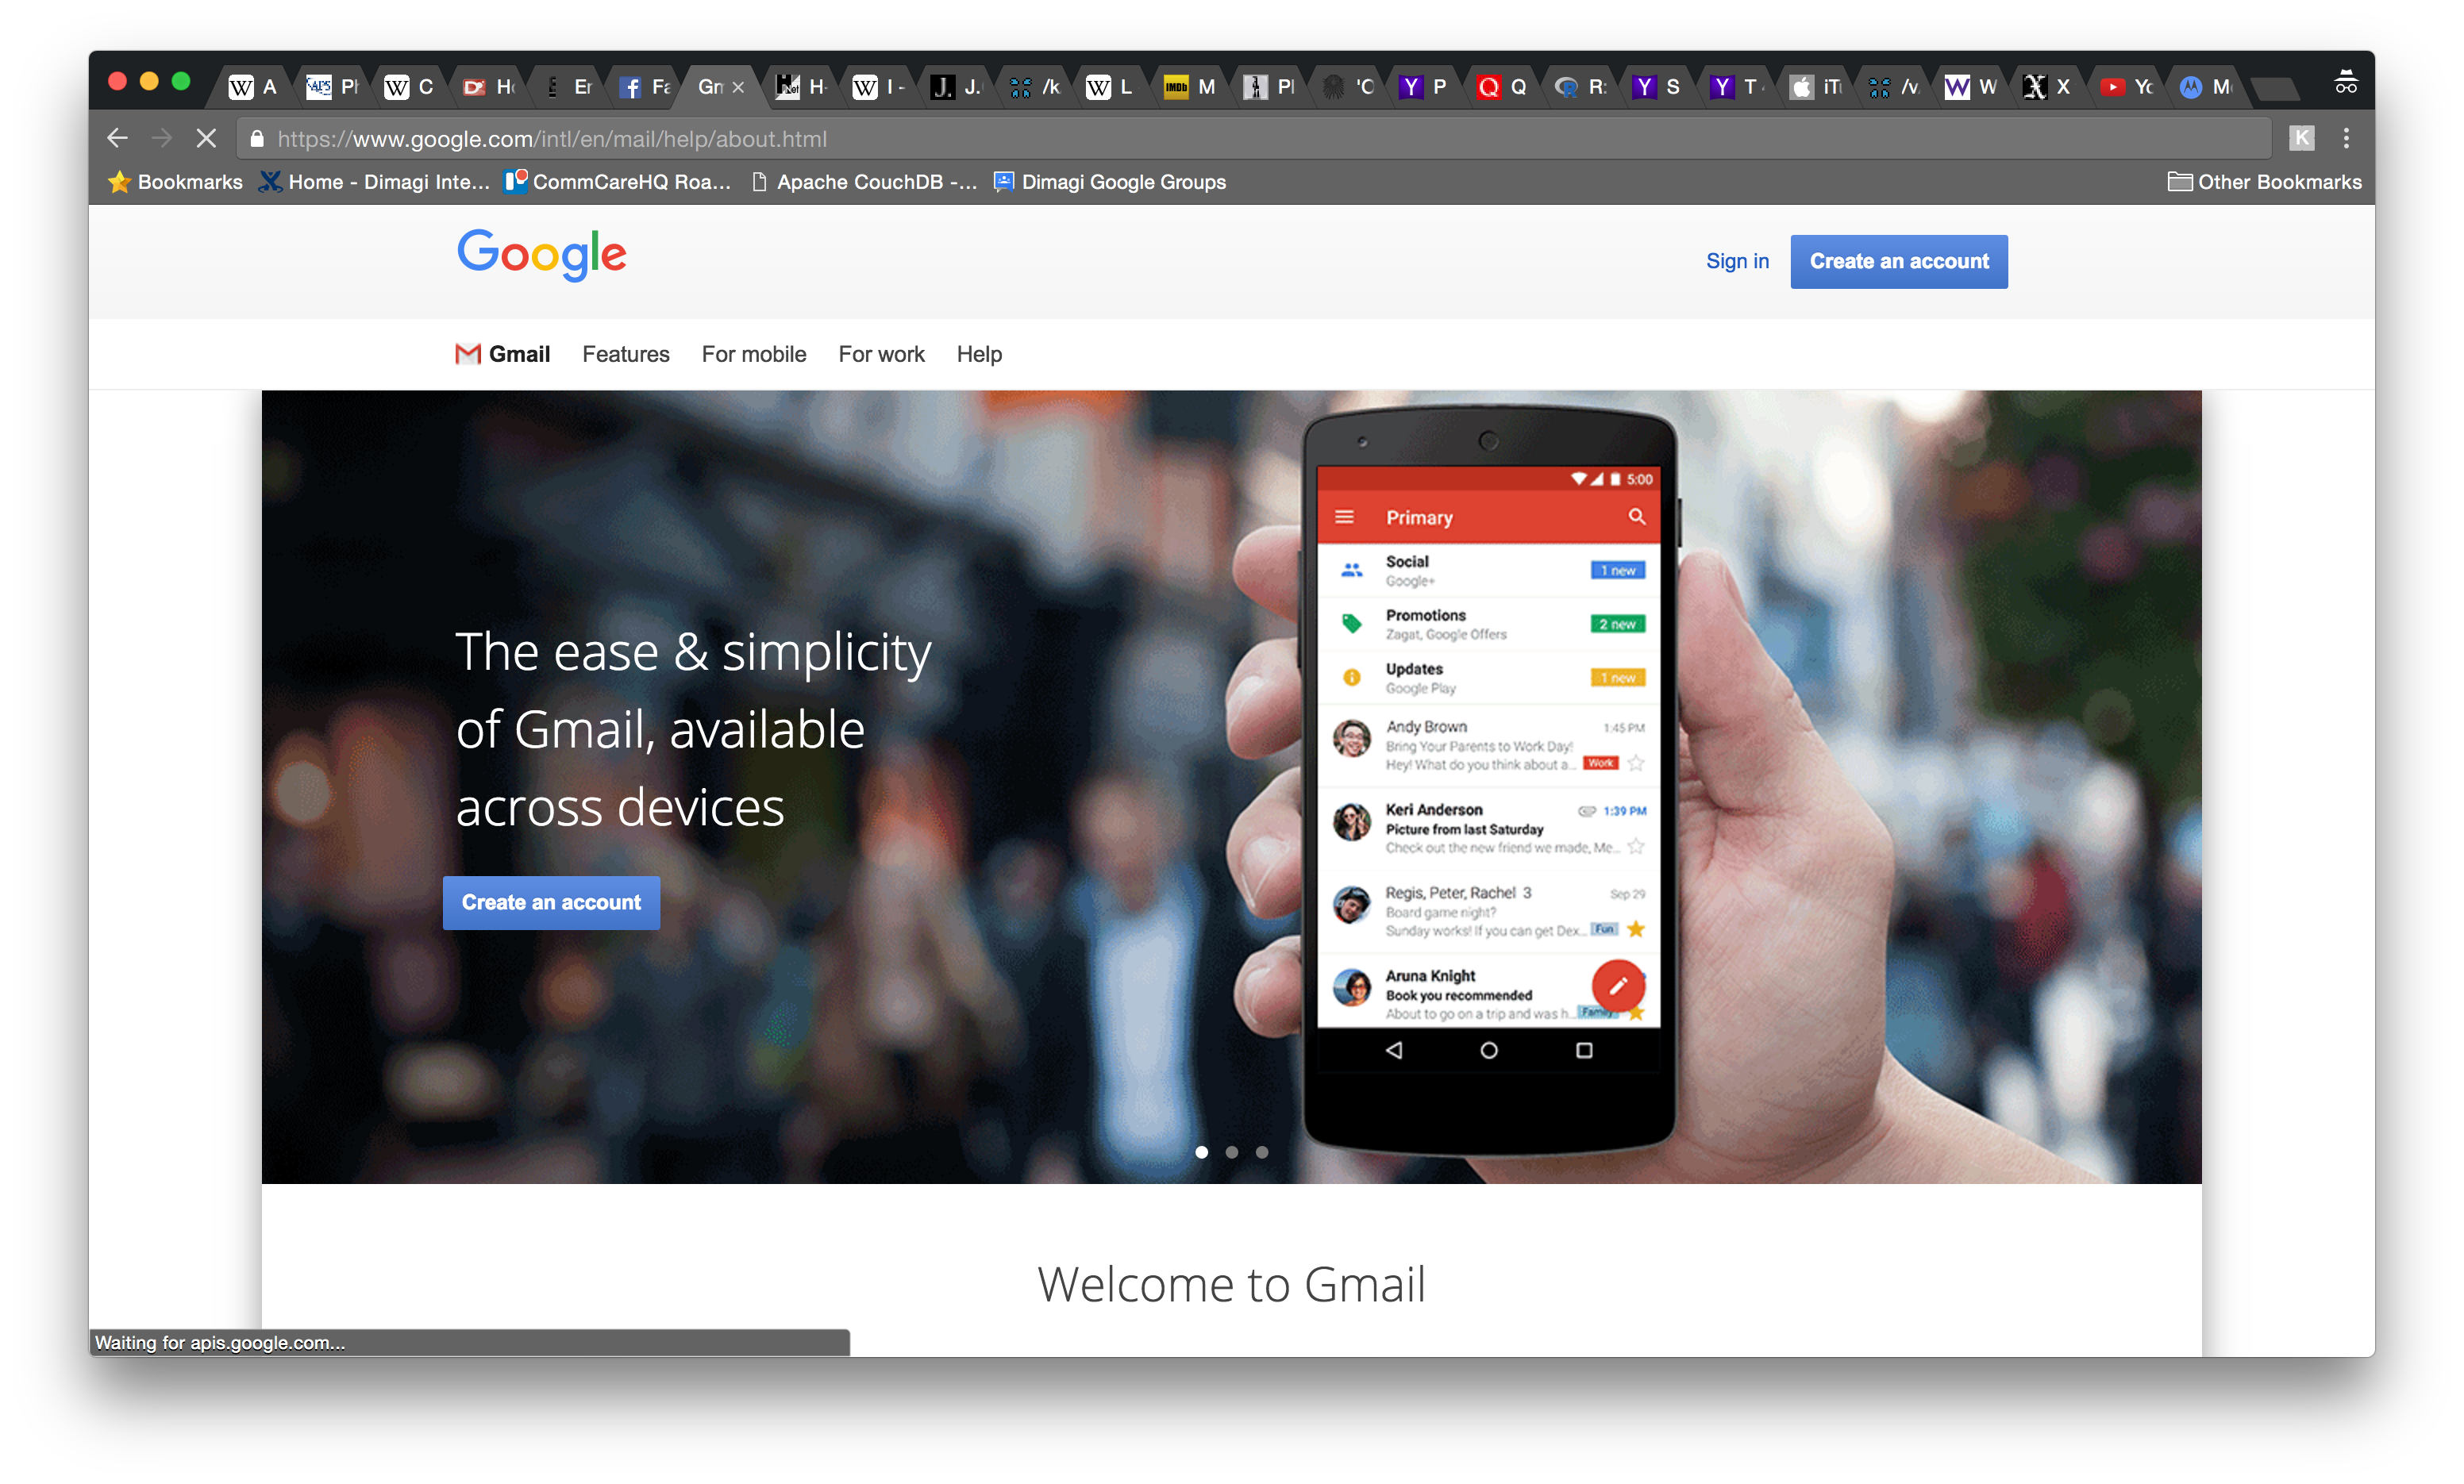 A
Ph
C
Ho
Er
Fa
Gm
H-
I -
J.
/k
L
M
Pl
'O
P
Q
R:
S
T
iTu
/v
W
X
Yo
Mo
https://www.google.com/intl/en/mail/help/about.html
Bookmarks
Home - Dimagi Inte...
CommCareHQ Roa...
Apache CouchDB -...
Dimagi Google Groups
Other Bookmarks
Google
Sign in
Create an account
Gmail
Features
For mobile
For work
Help
The ease & simplicity
of Gmail, available
across devices
Create an account
5:00
Primary
Social
1 new
Google+
Promotions
2 new
Zagat, Google Offers
Updates
1 new
Google Play
Andy Brown
1:45 PM
Bring Your Parents to Work Day!
Hey! What do you think about a...
Work
Keri Anderson
1:39 PM
Picture from last Saturday
Check out the new friend we made, Me...
Regis, Peter, Rachel 3
Sep 29
Board game night?
Sunday works! If you can get Dex...
Fun
Aruna Knight
Book you recommended
About to go on a trip and was h...
Family
Welcome to Gmail
Waiting for apis.google.com...